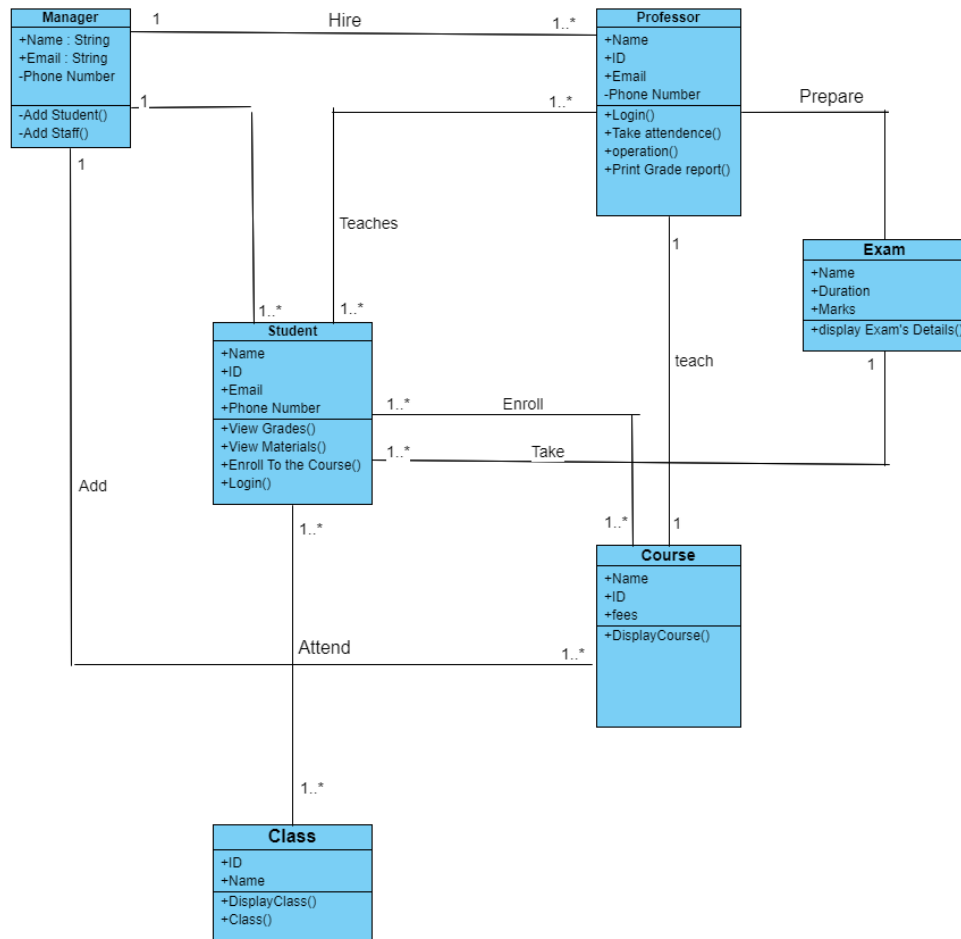 Manager
+Name : String
+Email : String
-Phone Number
-Add Student()
-Add Staff()
1
Hire
1..*
Professor
+Name
+ID
+Email
-Phone Number
+Login()
+Take attendence()
+operation()
+Print Grade report()
1
1..*
Prepare
1
Teaches
1
Exam
+Name
+Duration
+Marks
+display Exam's Details()
1..*
1..*
Student
+Name
+ID
+Email
+Phone Number
+View Grades()
+View Materials()
+Enroll To the Course()
+Login()
teach
1
1..*
Enroll
1..*
Take
Add
1..*
1..*
1
Course
+Name
+ID
+fees
+DisplayCourse()
Attend
1..*
1..*
Class
+ID
+Name
+DisplayClass()
+Class()